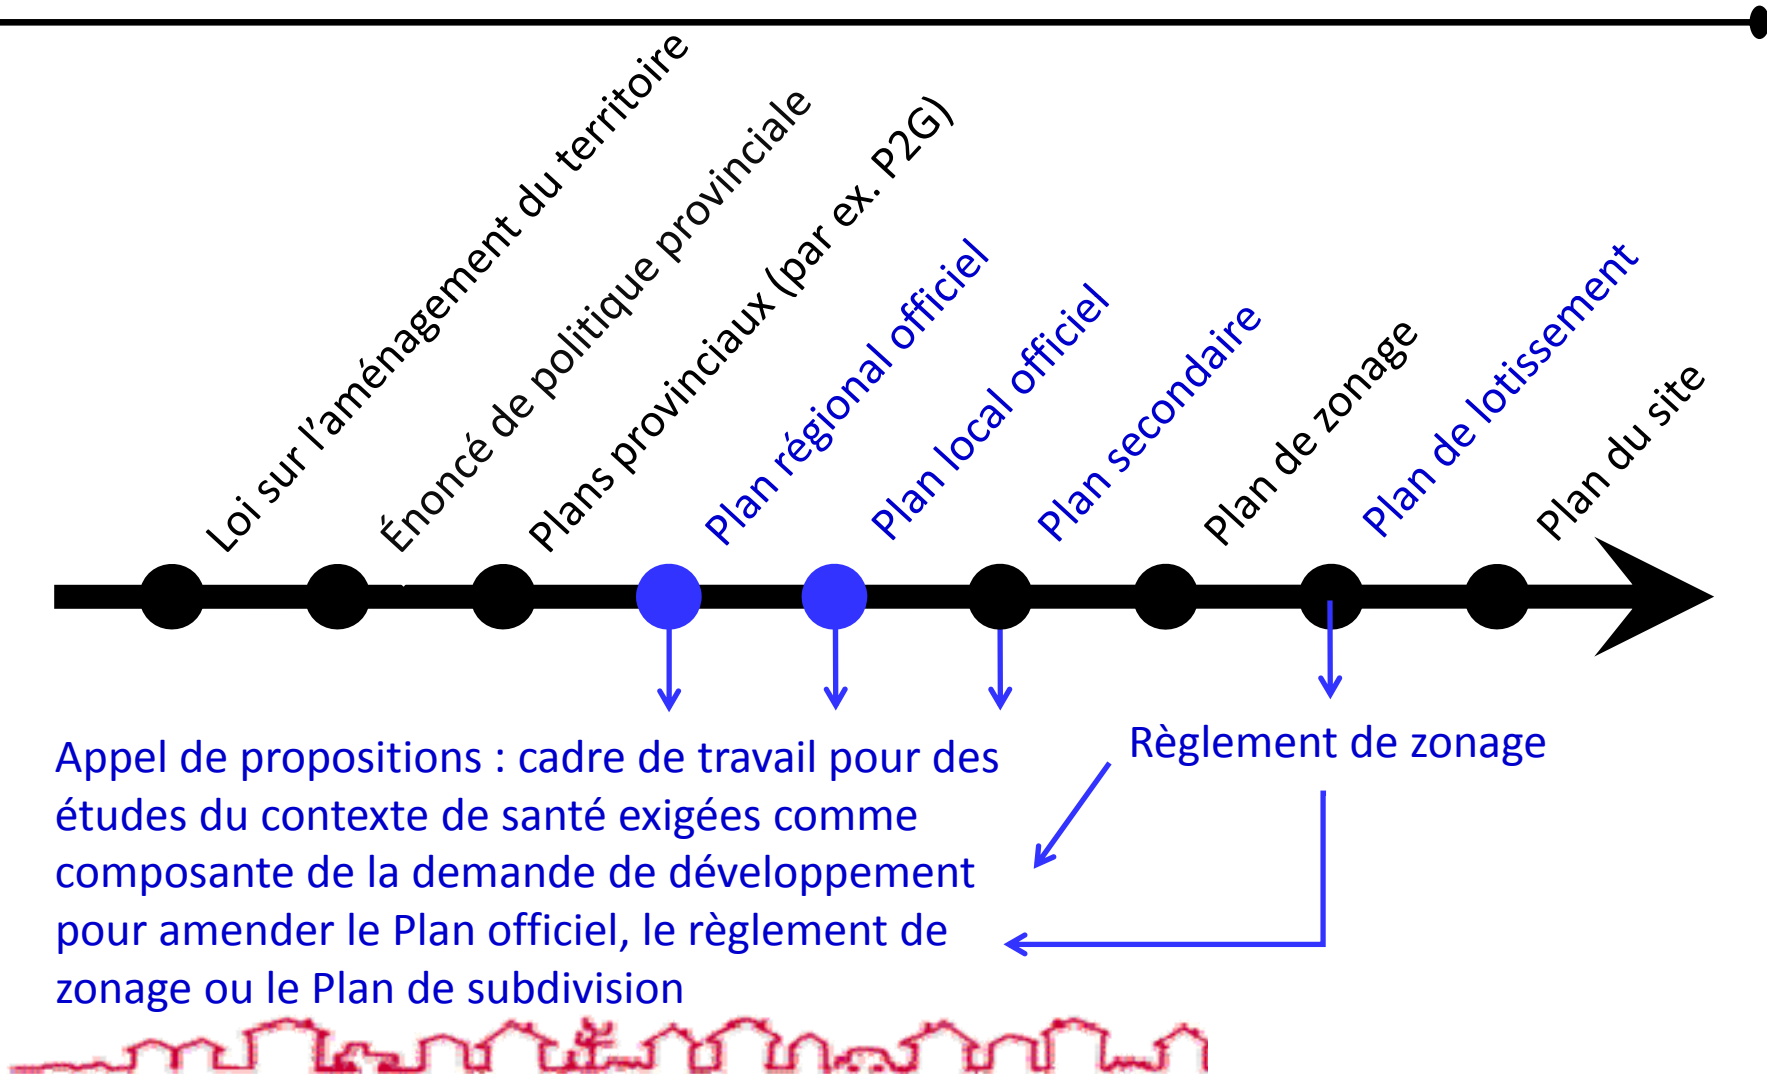 Loi sur l’aménagement du territoire
Énoncé de politique provinciale
Plans provinciaux (par ex. P2G)
Plan régional officiel
Plan local officiel
Plan secondaire
Plan de zonage
Plan de lotissement
Plan du site
Appel de propositions : cadre de travail pour des
études du contexte de santé exigées comme
composante de la demande de développement
pour amender le Plan officiel, le règlement de
zonage ou le Plan de subdivision
Règlement de zonage